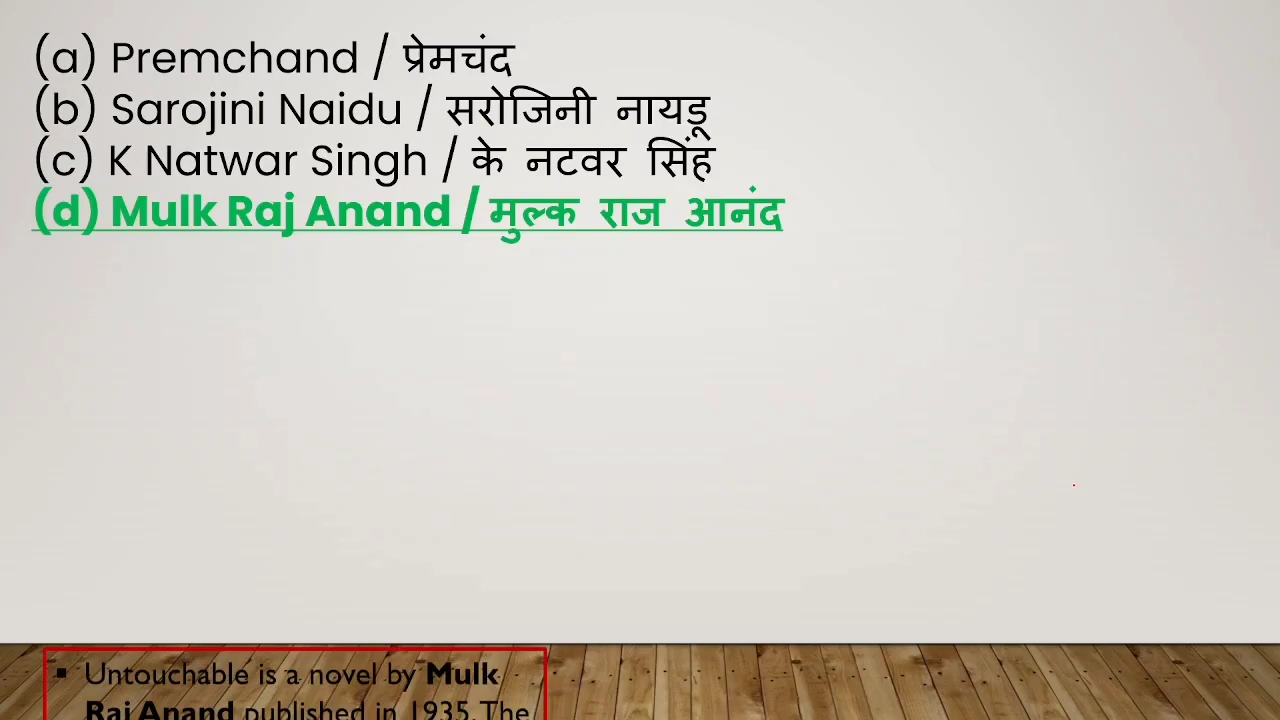 (a) Premchand / प्रेमचंद
(b) Sarojini Naidu / सरोजिनी नायडू
(c) K Natwar Singh / के नटवर सिंह
(d) Mulk Raj Anand / मुल्क राज आनंद
▪ Untouchable is a novel by Mulk
Raj Anand published in 1935. The